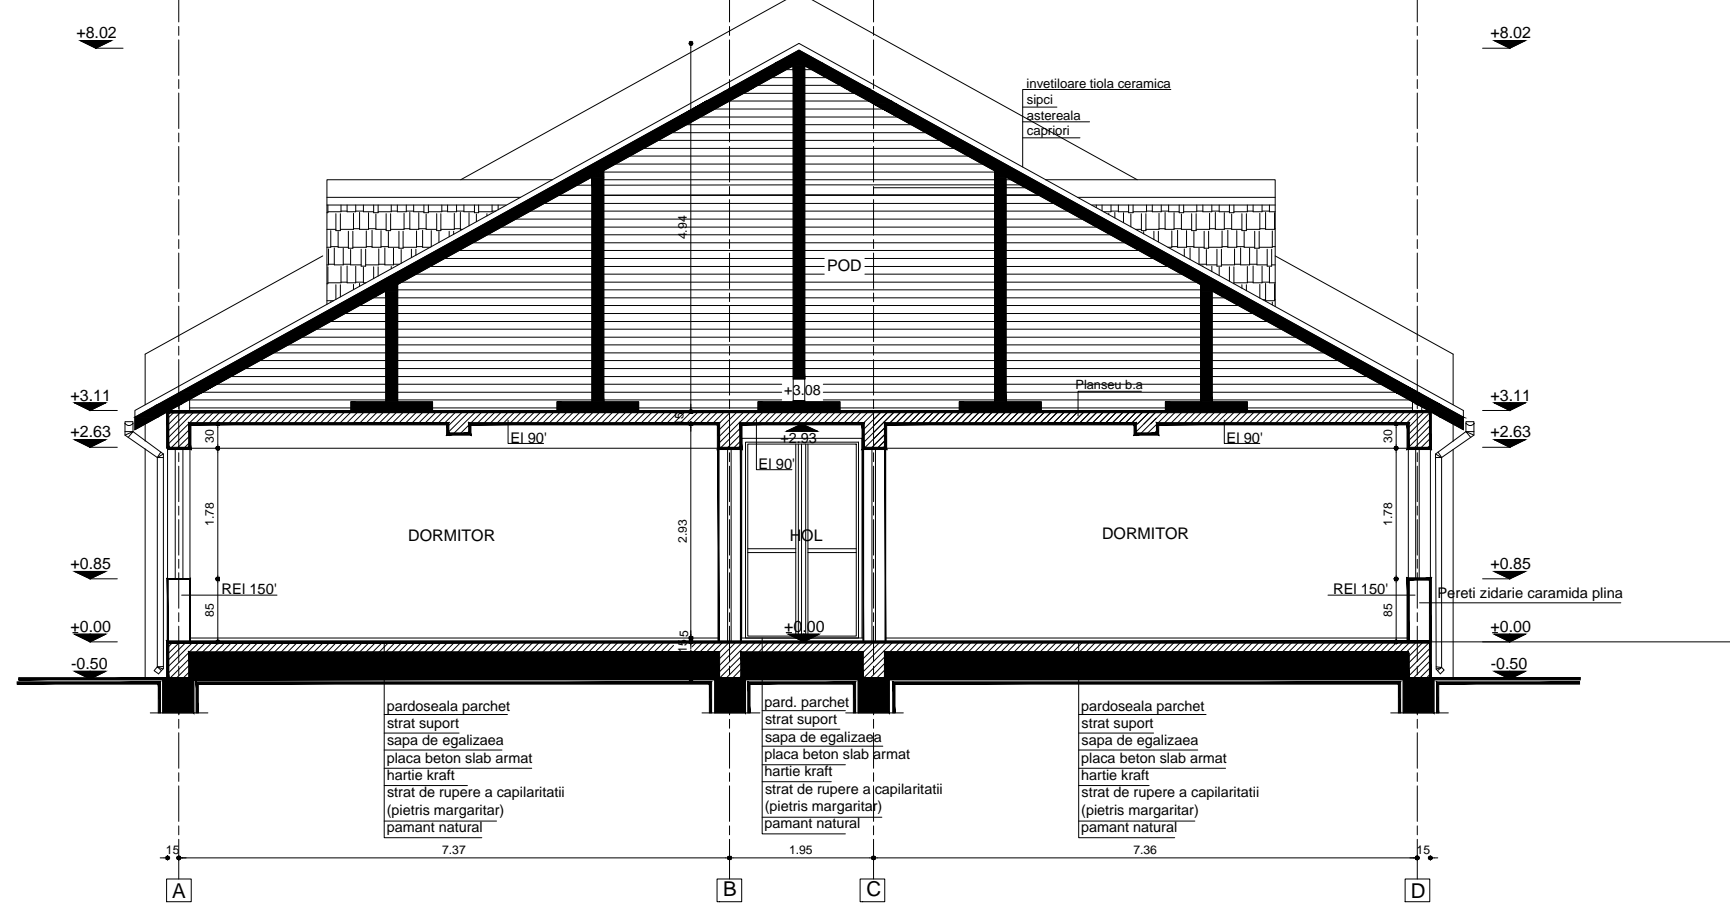 +8.02
+8.02
invetiloare tiola ceramica
sipci
astereala
capriori
4.94
POD
+3.08
Planseu b.a
+3.11
+3.11
+2.63
+2.63
30
EI 90'
+2.93
EI 90'
30
EI 90'
1.78
2.93
1.78
DORMITOR
HOL
DORMITOR
+0.85
+0.85
REI 150'
REI 150'
Pereti zidarie caramida plina
85
85
+0.00
+0.00
+0.00
-0.50
-0.50
pardoseala parchet
strat suport
sapa de egalizaea
placa beton slab armat
hartie kraft
strat de rupere a capilaritatii
(pietris margaritar)
pamant natural
pard. parchet
strat suport
sapa de egalizaea
placa beton slab armat
hartie kraft
strat de rupere a capilaritatii
(pietris margaritar)
pamant natural
pardoseala parchet
strat suport
sapa de egalizaea
placa beton slab armat
hartie kraft
strat de rupere a capilaritatii
(pietris margaritar)
pamant natural
15
7.37
1.95
7.36
15
A
B
C
D